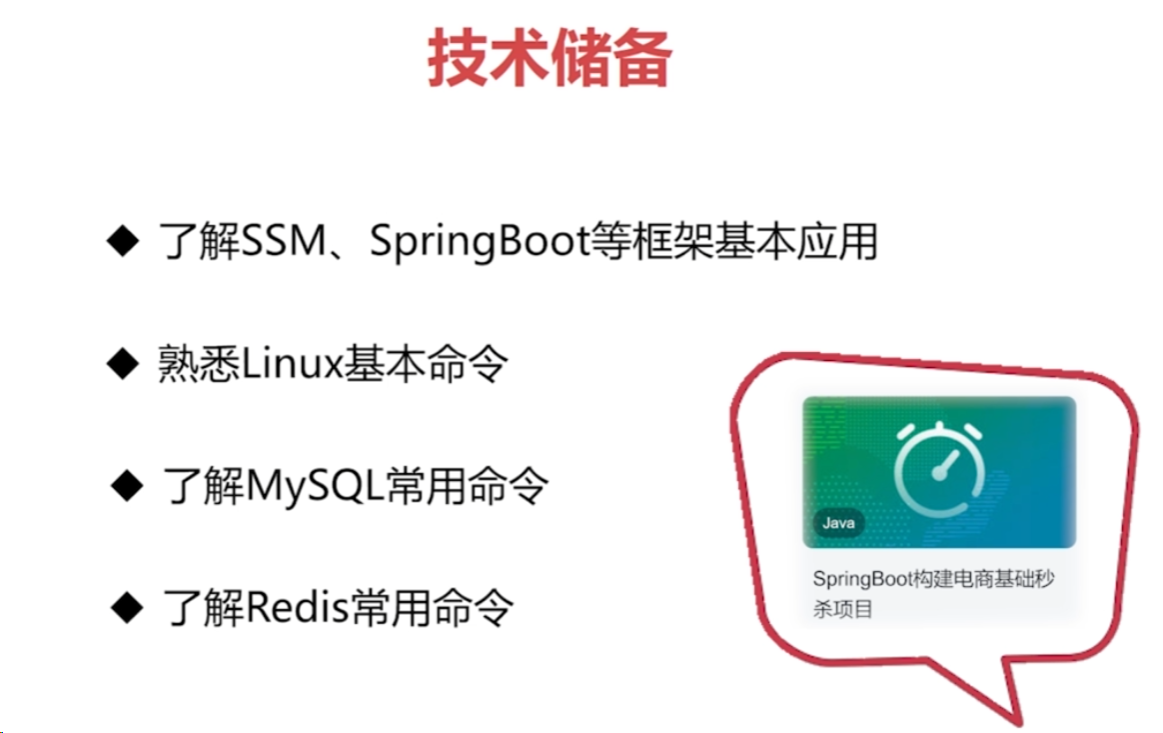 技术储备
◆ 了解SSM、SpringBoot等框架基本应用
◆ 熟悉Linux基本命令
◆ 了解MySQL常用命令
◆ 了解Redis常用命令
Java
SpringBoot构建电商基础秒
杀项目